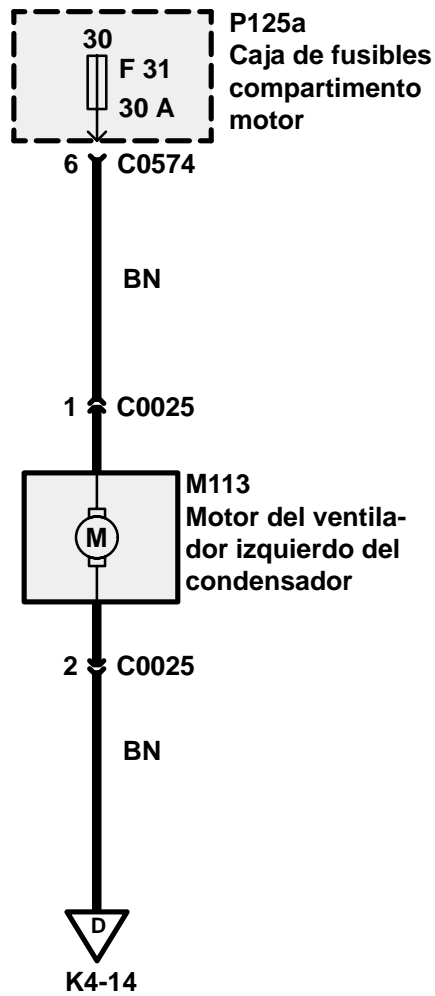 P125a
Caja de fusibles
compartimento
motor
30
F 31
30 A
6 C0574
BN
1 C0025
M113
Motor del ventila-
dor izquierdo del
condensador
M
2 C0025
BN
D
K4-14